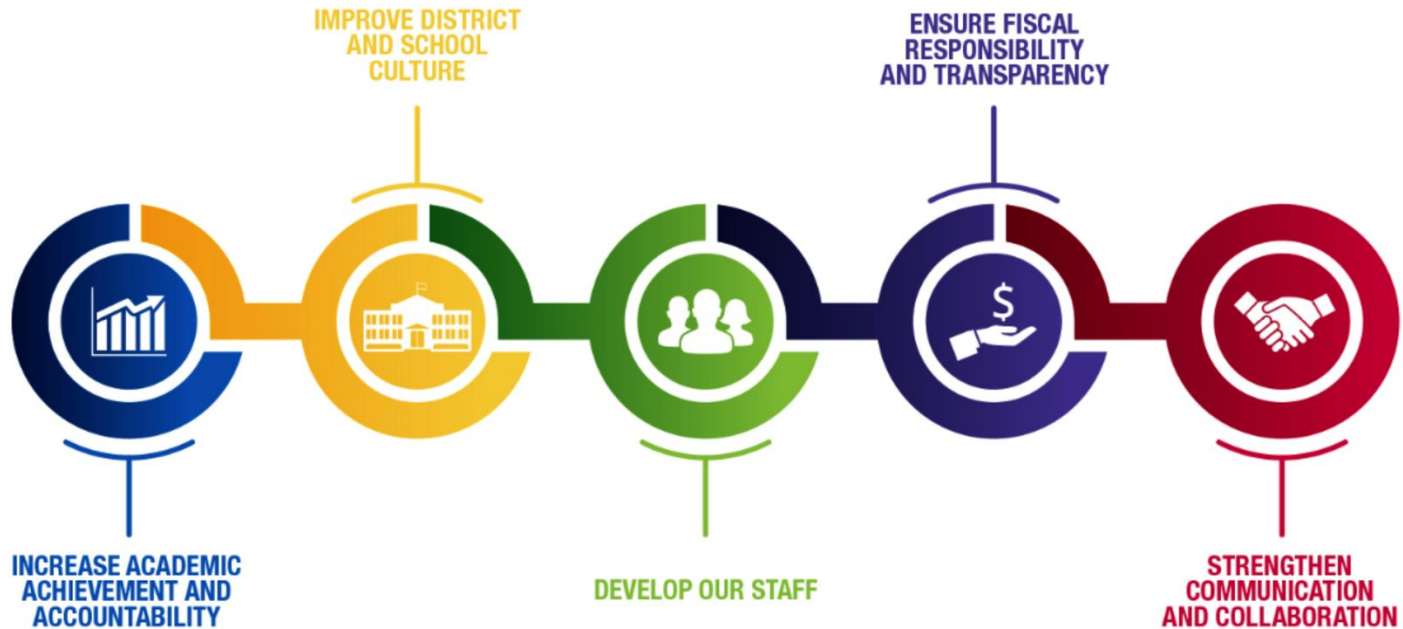 IMPROVE DISTRICT
AND SCHOOL
CULTURE
ENSURE FISCAL
RESPONSIBILITY
AND TRANSPARENCY
$
INCREASE ACADEMIC
ACHIEVEMENT AND
ACCOUNTABILITY
DEVELOP OUR STAFF
STRENGTHEN
COMMUNICATION
AND COLLABORATION